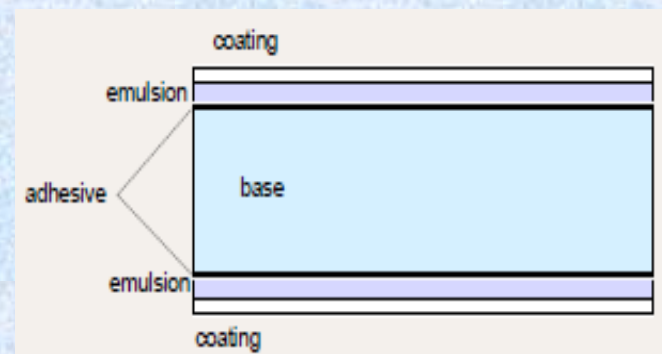 coating
emulsion
adhesive
base
emulsion
coating